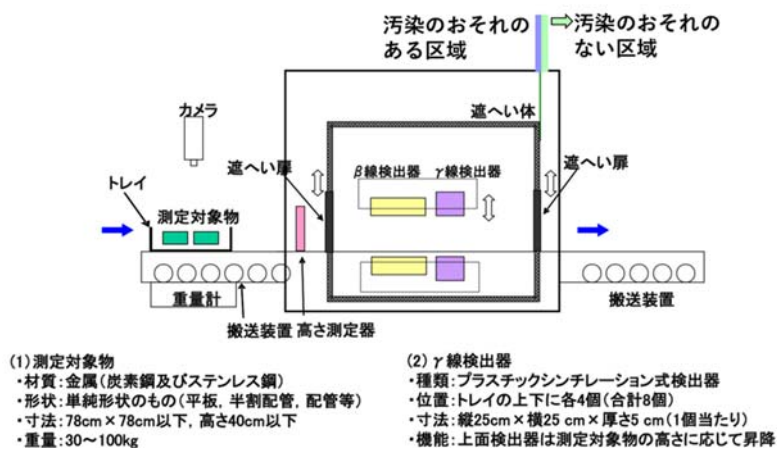 汚染のおそれの
ある区域
汚染のおそれの
ない区域
カメラ
遮へい体
遮へい扉
β線検出器
γ線検出器
遮へい扉
トレイ
測定対象物
重量計
搬送装置
高さ測定器
搬送装置
(1)測定対象物
・材質:金属(炭素鋼及びステンレス鋼)
・形状:単純形状のもの(平板,半割配管,配管等)
・寸法:78cm×78cm以下,高さ40cm以下
・重量:30～100kg
(2)γ線検出器
・種類:プラスチックシンチレーション式検出器
・位置:トレイの上下に各4個(合計8個)
・寸法:縦25cm×横25 cm×厚さ5 cm(1個当たり)
・機能:上面検出器は測定対象物の高さに応じて昇降